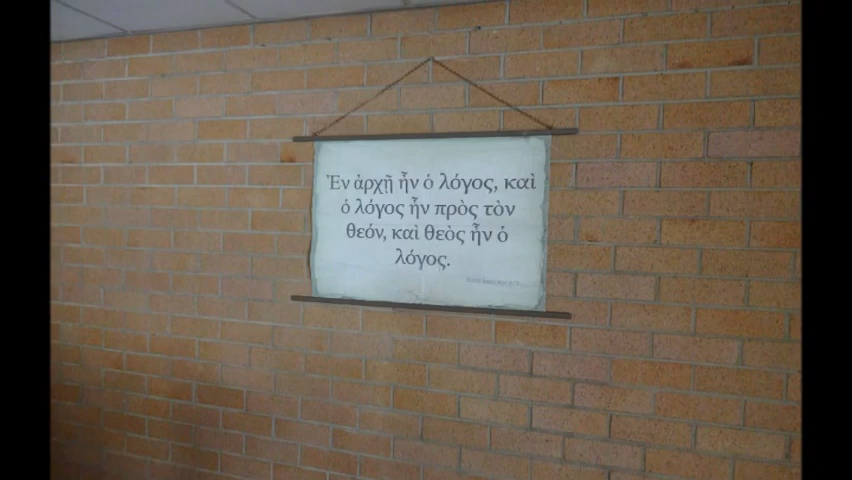 Ἐν ἀρχῇ ἦν ὁ λόγος, καὶ
ὁ λόγος ἦν πρὸς τὸν
θεόν, καὶ θεὸς ἦν ὁ
λόγος.